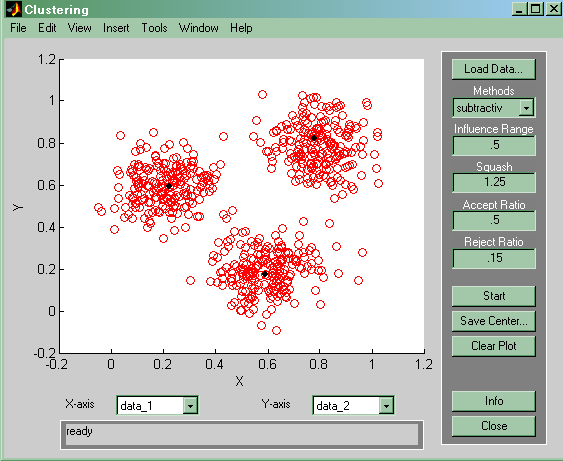 Clustering
File Edit View Insert Tools Window Help
1.2
1
0.8
0.6
0.4
0.2
0
-0.2
Y
-0.2 0 0.2 0.4 0.6 0.8 1 1.2
X
X-axis data_1 Y-axis data_2
ready
Load Data...
Methods
subtractiv
Influence Range
.5
Squash
1.25
Accept Ratio
.5
Reject Ratio
.15
Start
Save Center...
Clear Plot
Info
Close